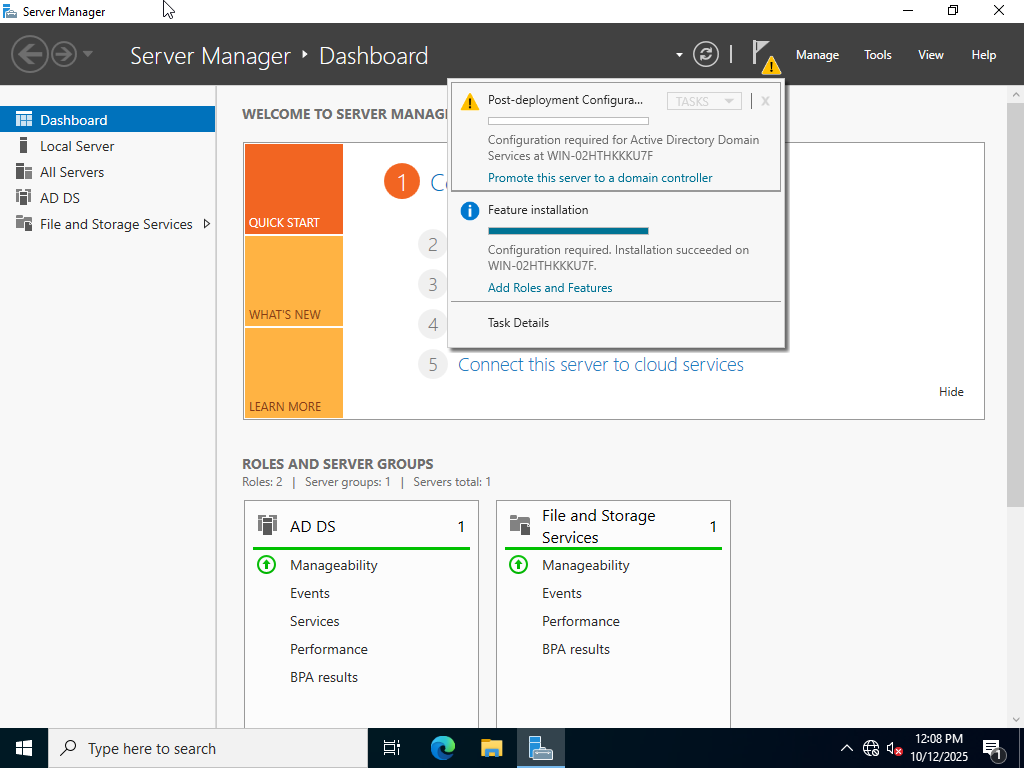 Server Manager
Server Manager • Dashboard
Manage
Tools
View
Help
Dashboard
Local Server
All Servers
AD DS
File and Storage Services
WELCOME TO SERVER MANAG
QUICK START
WHAT'S NEW
LEARN MORE
1
2
3
4
5 Connect this server to cloud services
Hide
Post-deployment Configura...
TASKS
X
Configuration required for Active Directory Domain
Services at WIN-02HTHKKKU7F
Promote this server to a domain controller
Feature installation
Configuration required. Installation succeeded on
WIN-02HTHKKKU7F.
Add Roles and Features
Task Details
ROLES AND SERVER GROUPS
Roles: 2 | Server groups: 1 | Servers total: 1
AD DS 1
Manageability
Events
Services
Performance
BPA results
File and Storage
Services
1
Manageability
Events
Performance
BPA results
Type here to search
12:08 PM
10/12/2025
1